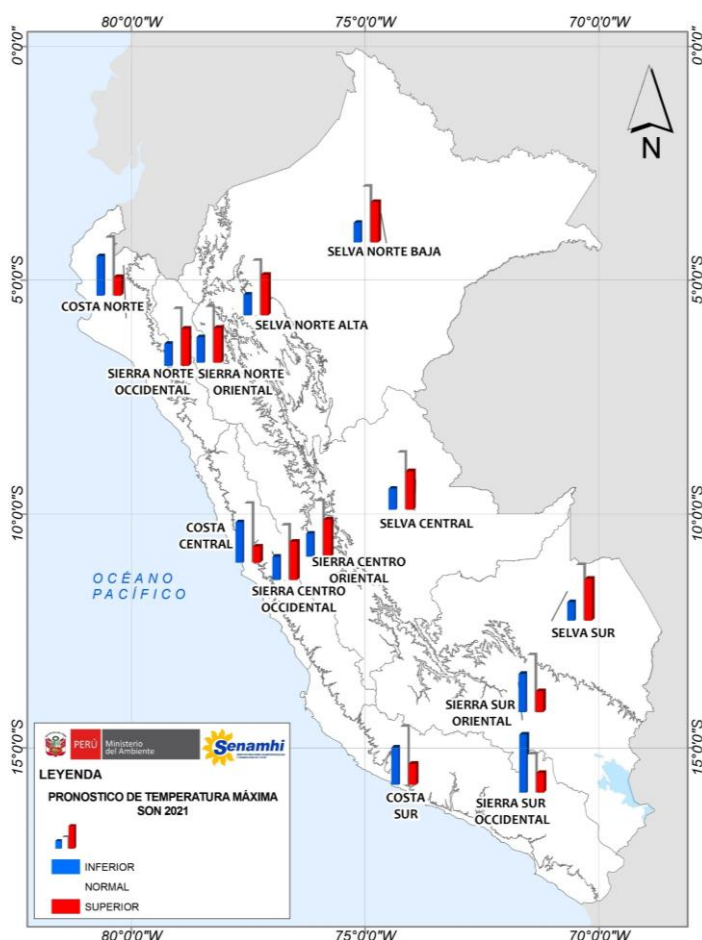 80°0'0"W 75°0'0"W 70°0'0"W
0°0'0" 0°0'0"
N
SELVA NORTE BAJA
5°0'0"S 5°0'0"S
COSTA NORTE
SELVA NORTE ALTA
SIERRA NORTE
OCCIDENTAL
SIERRA NORTE
ORIENTAL
SELVA CENTRAL
10°0'0"S 10°0'0"S
COSTA
CENTRAL
SIERRA CENTRO
ORIENTAL
SIERRA CENTRO
OCCIDENTAL
OCÉANO
PACÍFICO
SELVA SUR
SIERRA SUR
ORIENTAL
15°0'0"S 15°0'0"S
COSTA
SUR
SIERRA SUR
OCCIDENTAL
PERÚ
Ministerio
del Ambiente
Senamhi
LEYENDA
PRONOSTICO DE TEMPERATURA MÁXIMA
SON 2021
INFERIOR
NORMAL
SUPERIOR
80°0'0"W 75°0'0"W 70°0'0"W